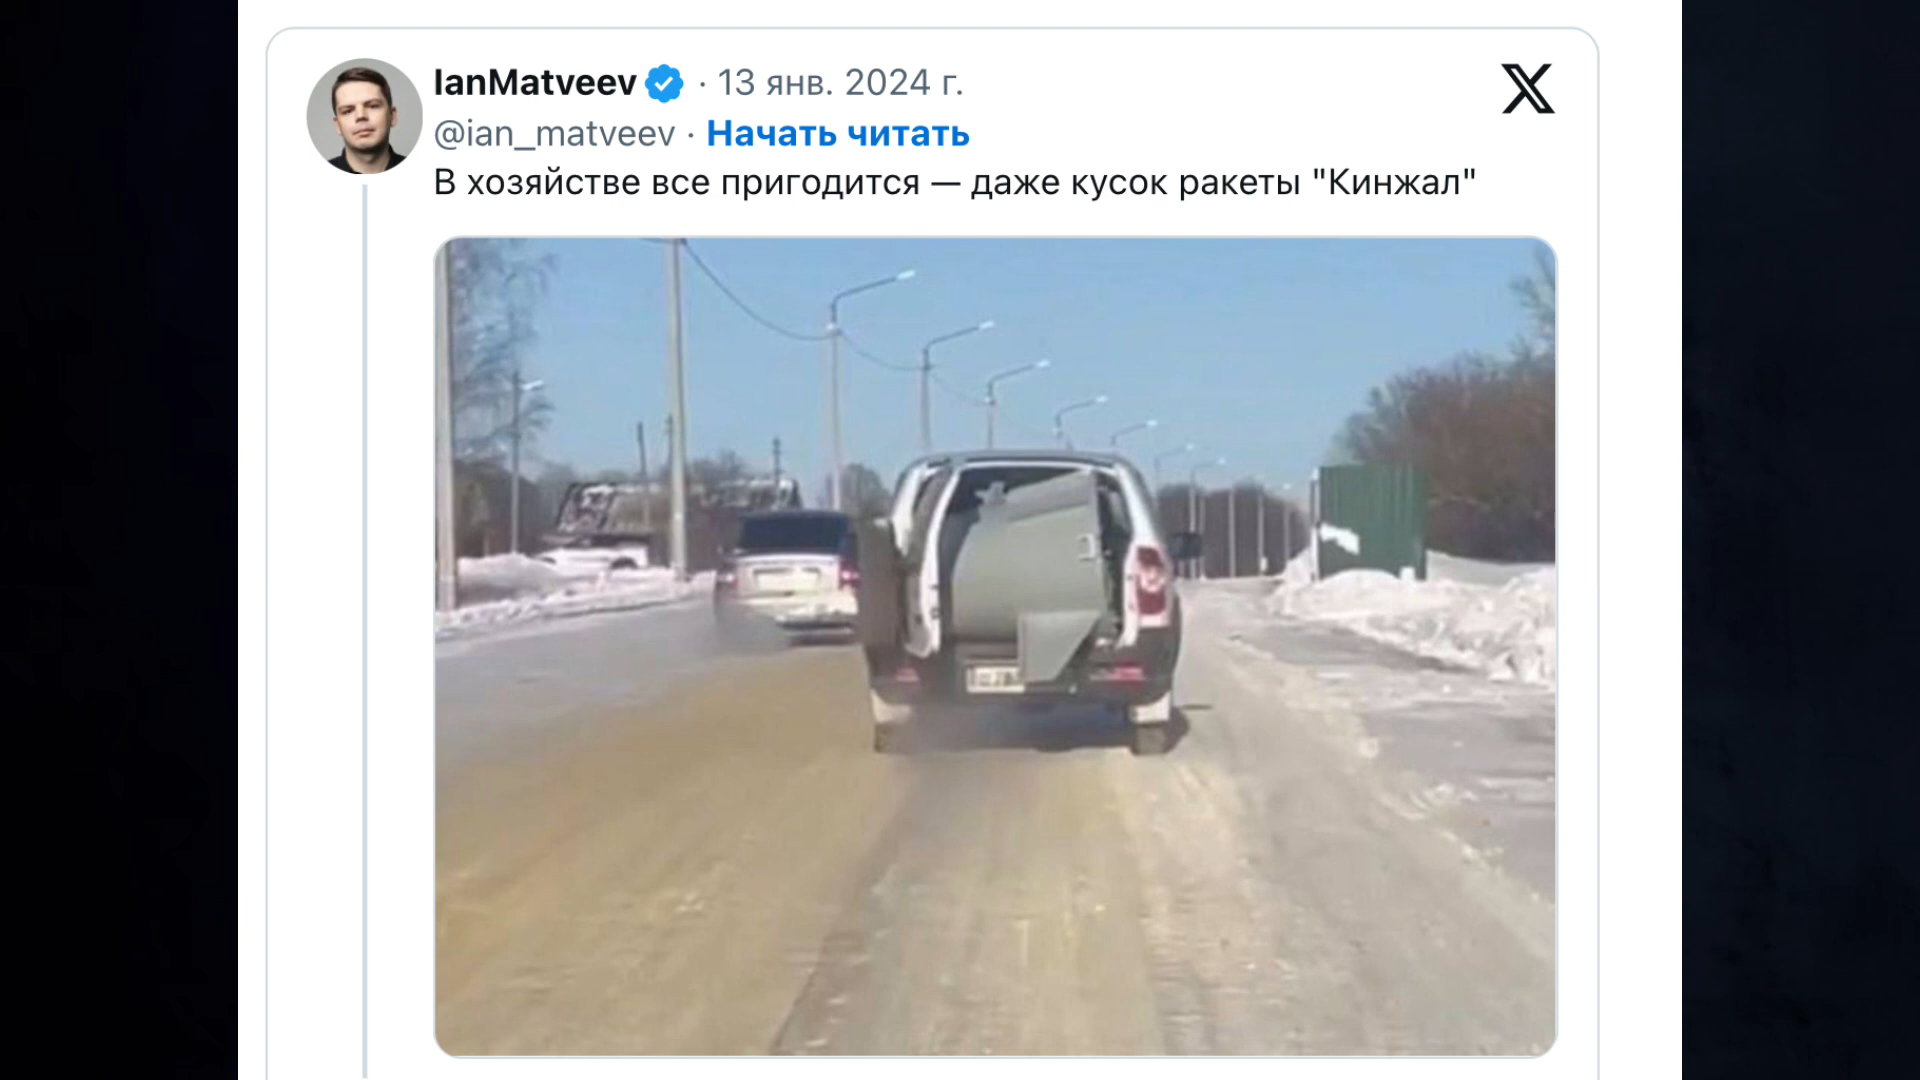 IanMatveev · 13 янв. 2024 г.
@ian_matveev · Начать читать
В хозяйстве все пригодится — даже кусок ракеты "Кинжал"